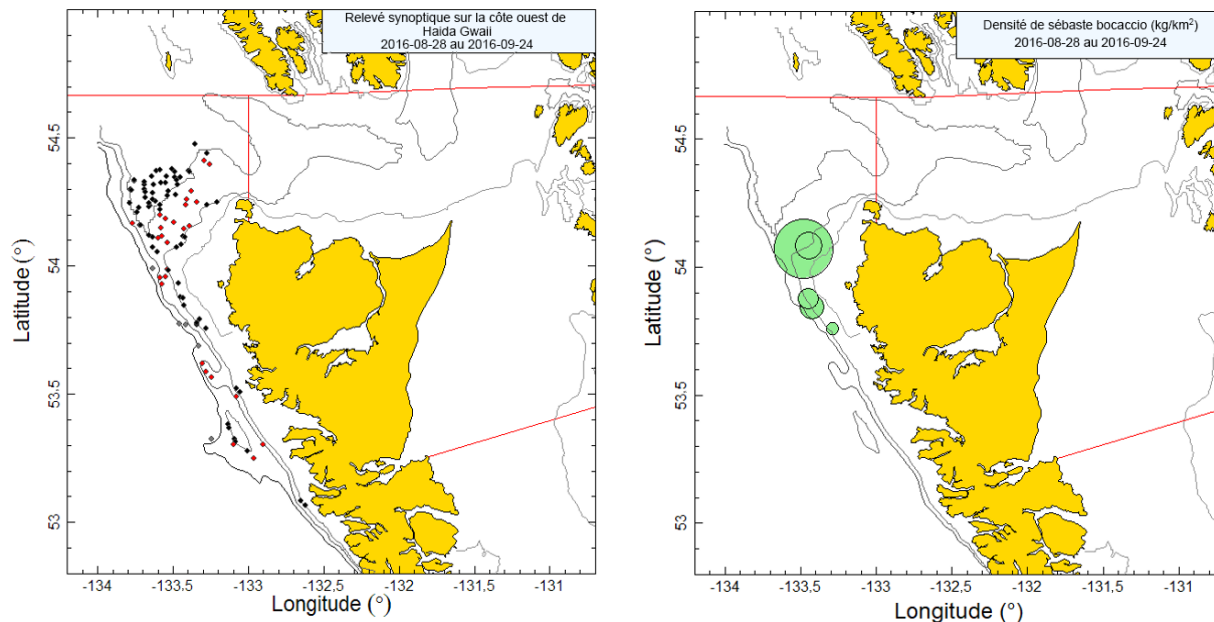 Relevé synoptique sur la côte ouest de
Haida Gwaii
2016-08-28 au 2016-09-24
54.5
54
53.5
53
Latitude (°)
-134
-133.5
-133
-132.5
-132
-131.5
-131
Longitude (°)
Densité de sébaste bocaccio (kg/km²)
2016-08-28 au 2016-09-24
54.5
54
53.5
53
Latitude (°)
-134
-133.5
-133
-132.5
-132
-131.5
-131
Longitude (°)